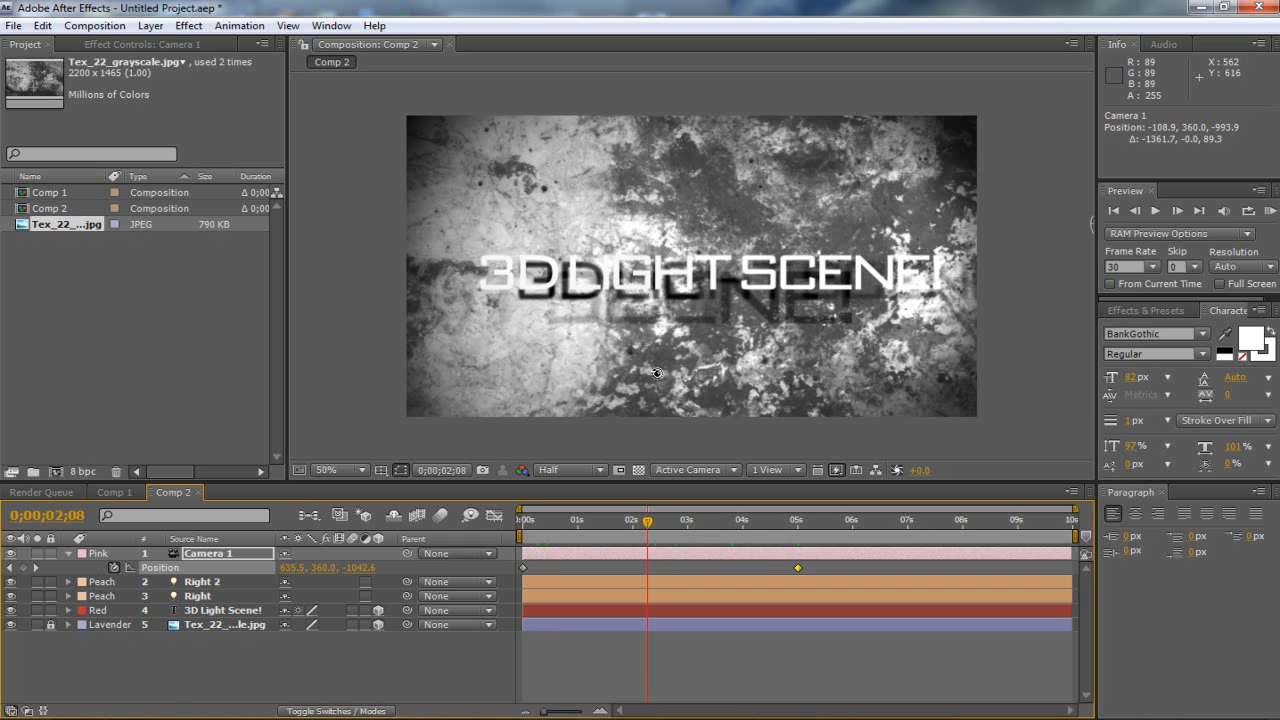 Adobe After Effects - Untitled Project.aep *
File Edit Composition Layer Effect Animation View Window Help
Project Effect Controls: Camera 1
Composition: Comp 2
Info Audio
Comp 2
Tex_22_grayscale.jpg, used 2 times
2200 x 1465 (1.00)
Millions of Colors
R: 89 X: 562
G: 89 Y: 616
B: 89
A: 255
Camera 1
Position: -108.9, 360.0, -993.9
Δ: -1361.7, -0.0, 89.3
Name Type Size Duration
Comp 1 Composition Δ 0;00
Comp 2 Composition Δ 0;00
Tex_22_...jpg JPEG 790 KB
3D LIGHT SCENE!
Preview
RAM Preview Options
Frame Rate Skip Resolution
30 0 Auto
From Current Time Full Screen
Effects & Presets Characte
BankGothic
Regular
82 px Auto
Metrics 0
1 px Stroke Over Fill
97 % 101 %
0 px 0 %
8 bpc
50% 0;00;02;08 Half Active Camera 1 View +0.0
Render Queue Comp 1 Comp 2
Paragraph
0;00;02;08
:00s 01s 02s 03s 04s 05s 06s 07s 08s 09s 10s
# Source Name Parent
Pink 1 Camera 1 None
Position 635.5, 360.0, -1042.6
Peach 2 Right 2 None
Peach 3 Right None
Red 4 3D Light Scene! None
Lavender 5 Tex_22_...le.jpg None
0 px 0 px 0 px
0 px 0 px
Toggle Switches / Modes